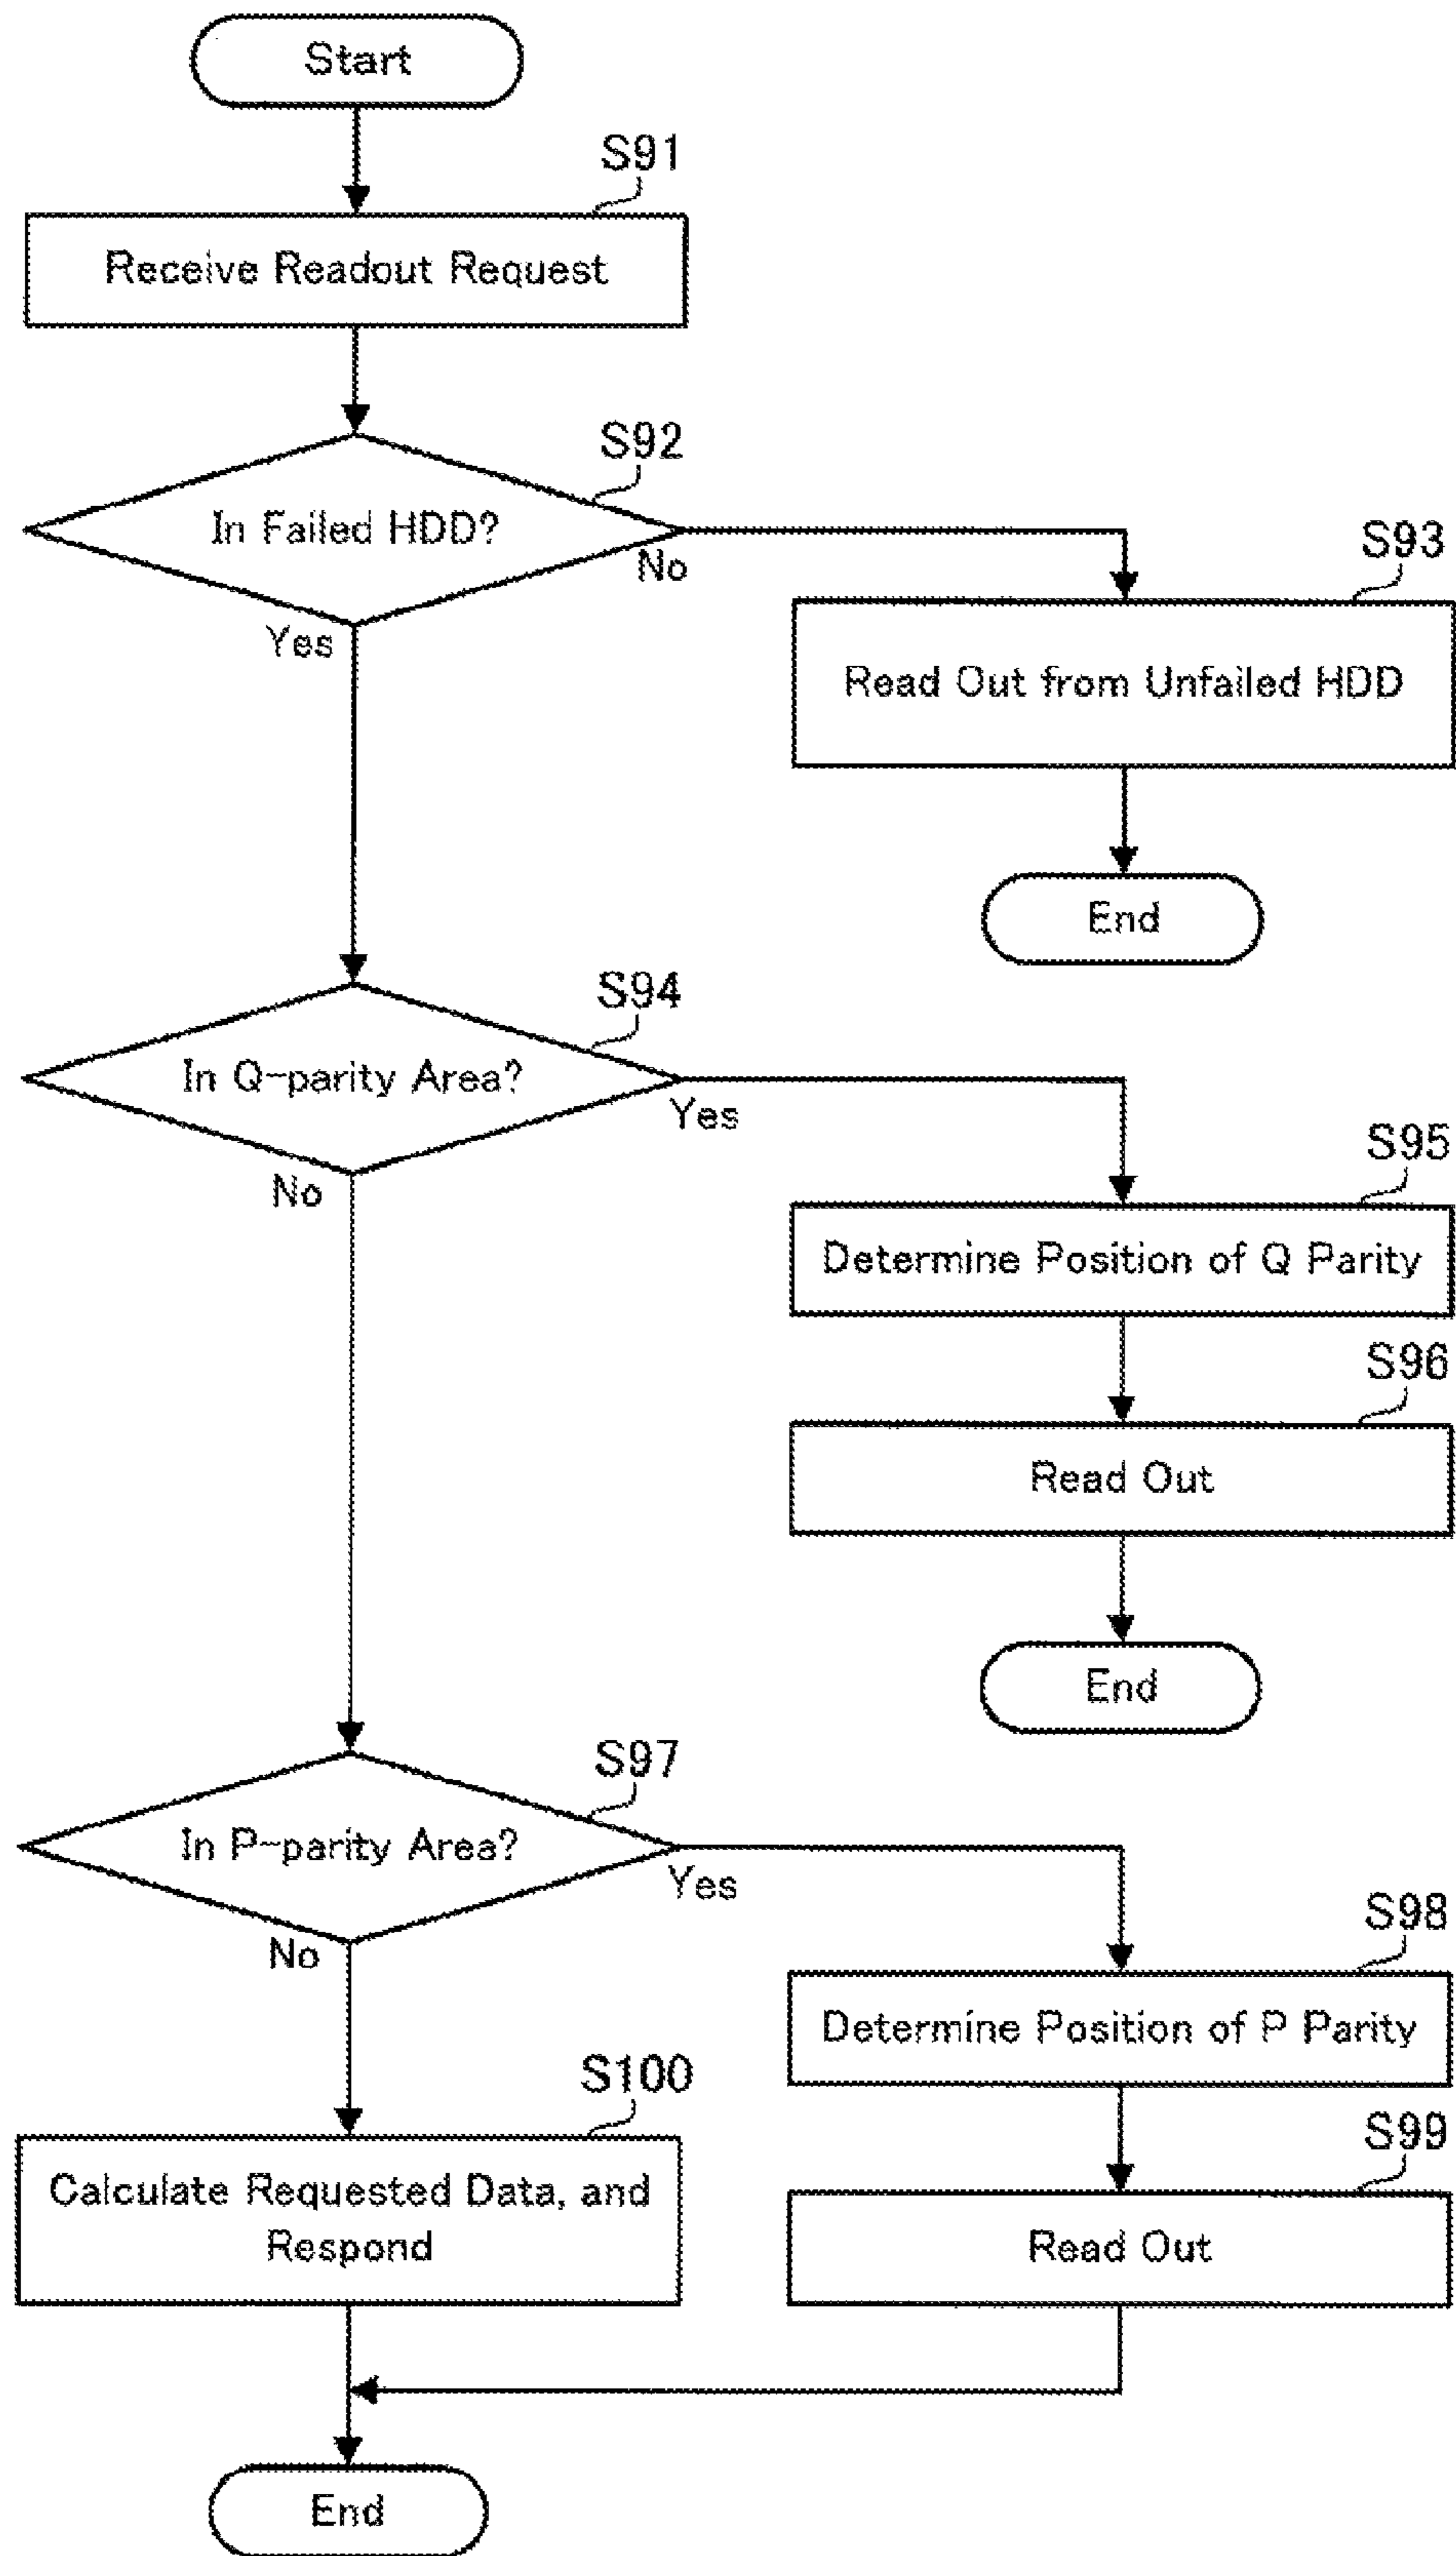 Start
S91
Receive Readout Request
S92
In Failed HDD?
No
Yes
S93
Read Out from Unfailed HDD
End
S94
In Q-parity Area?
Yes
No
S95
Determine Position of Q Parity
S96
Read Out
End
S97
In P-parity Area?
Yes
No
S98
Determine Position of P Parity
S99
Read Out
S100
Calculate Requested Data, and
Respond
End